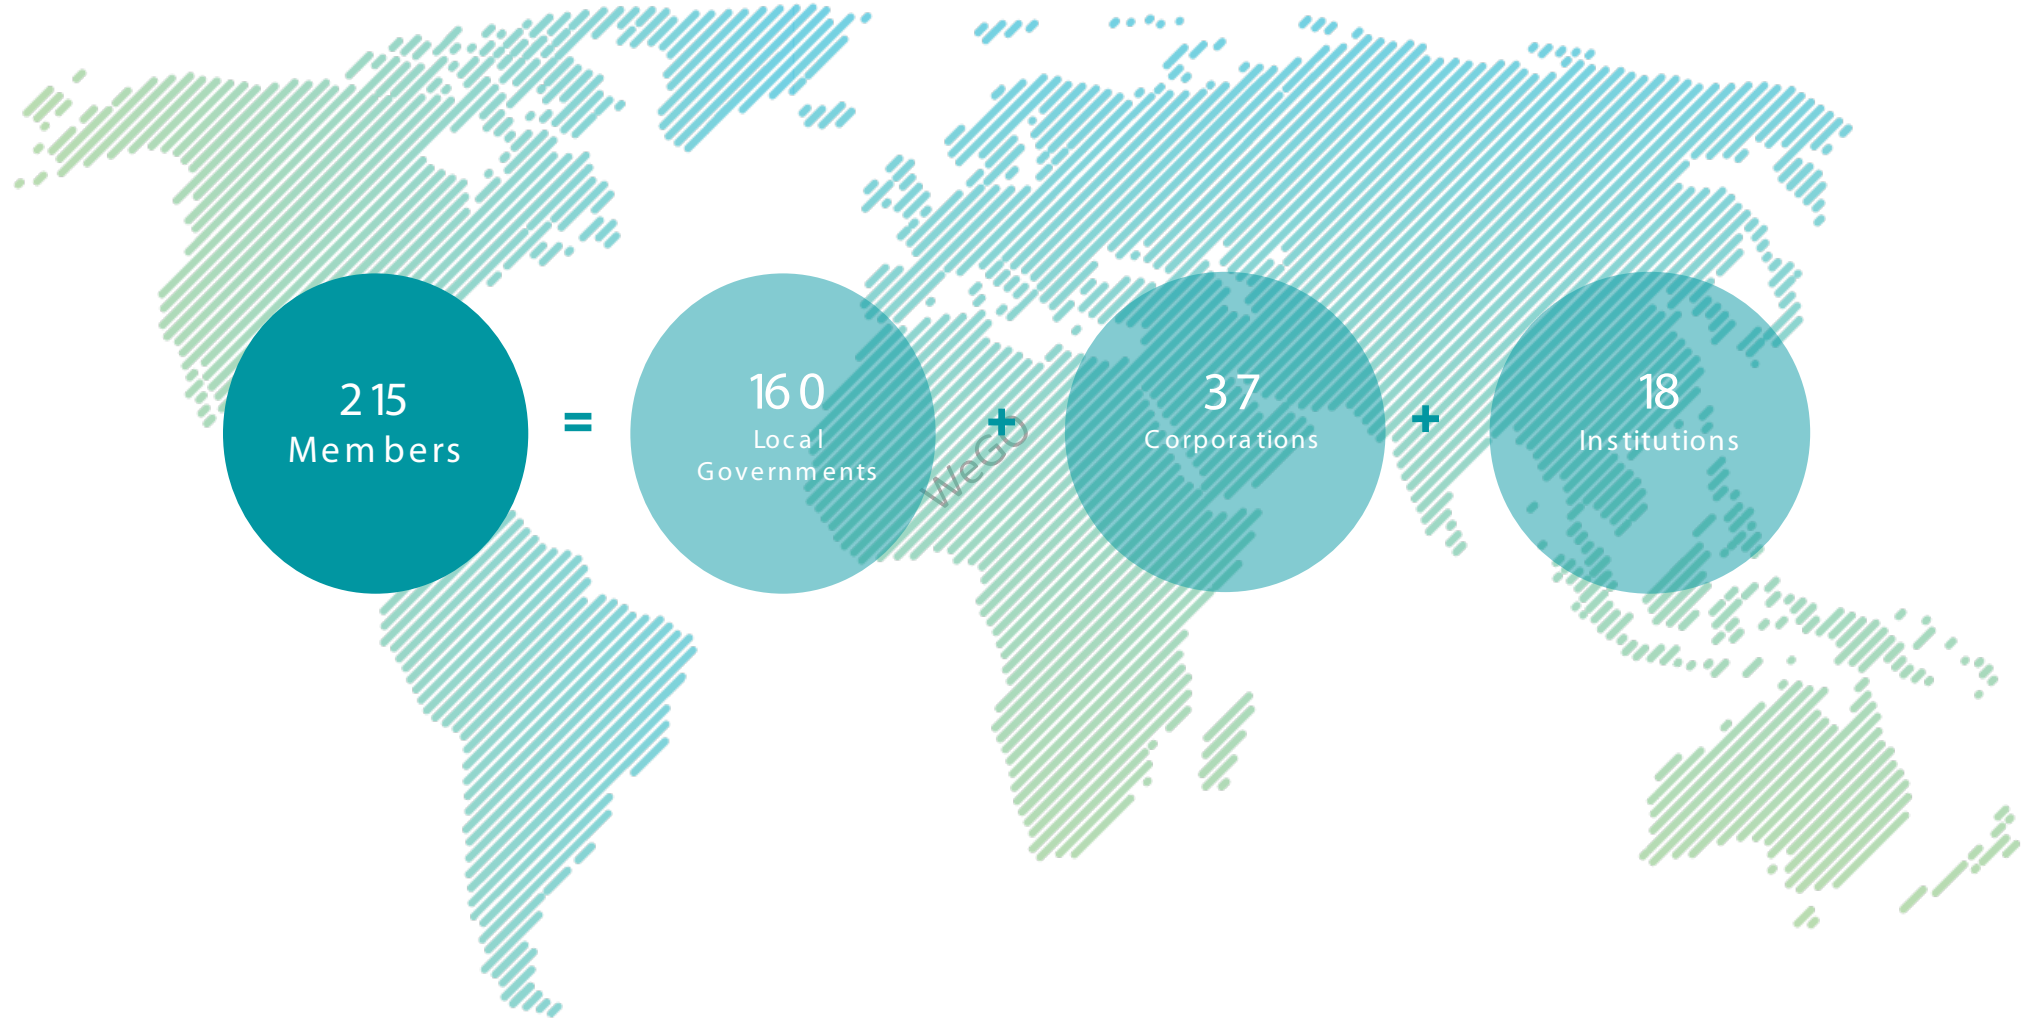 215
Members
=
160
Local
Governments
+
WeGO
37
Corporations
+
18
Institutions